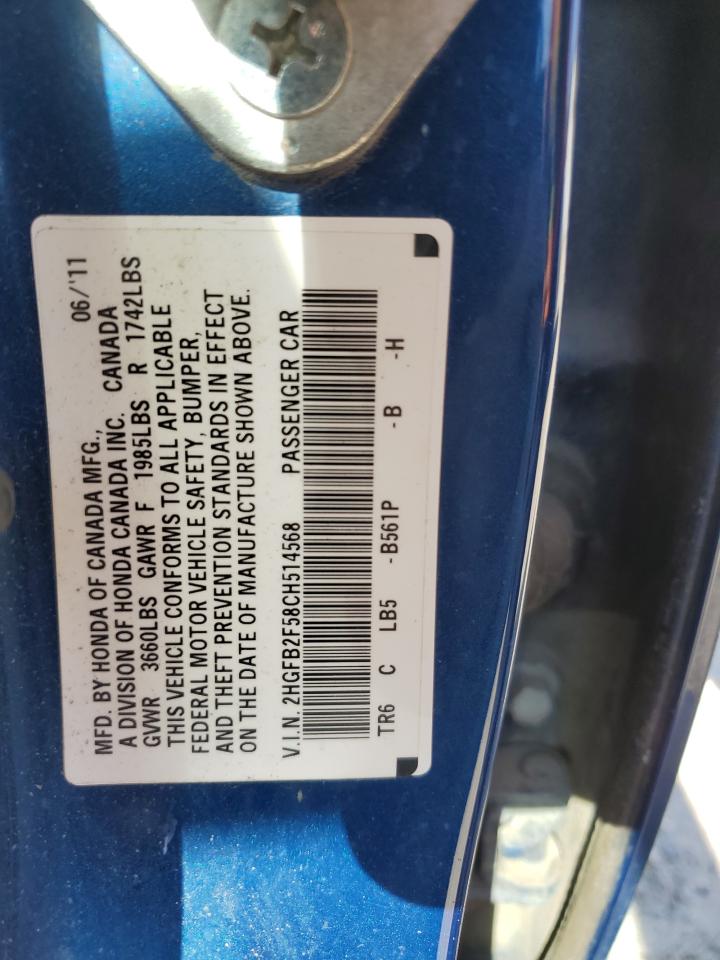 MFD. BY HONDA OF CANADA MFG., 06/'11
A DIVISION OF HONDA CANADA INC. CANADA
GVWR 3660LBS GAWR F 1985LBS R 1742LBS
THIS VEHICLE CONFORMS TO ALL APPLICABLE
FEDERAL MOTOR VEHICLE SAFETY, BUMPER,
AND THEFT PREVENTION STANDARDS IN EFFECT
ON THE DATE OF MANUFACTURE SHOWN ABOVE.
V.I.N. 2HGFB2F58CH514568 PASSENGER CAR
TR6 C LB5 -B561P -B -H